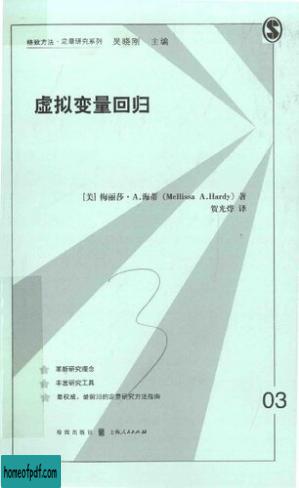 格致方法·定量研究系列 吴晓刚 主编
虚拟变量回归
[美]梅丽莎·A.海蒂(Mellissa A.Hardy)著
贺光烨 译
革新研究理念
丰富研究工具
最权威、最前沿的定量研究方法指南
03
格致出版社 上海人民出版社
homeofpdf.com